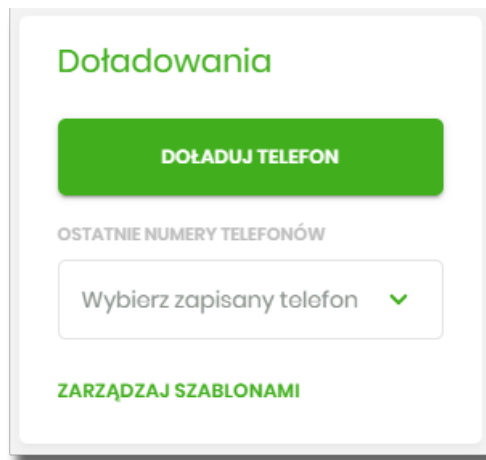 Doładowania
DOŁADUJ TELEFON
OSTATNIE NUMERY TELEFONÓW
Wybierz zapisany telefon
ZARZĄDZAJ SZABLONAMI